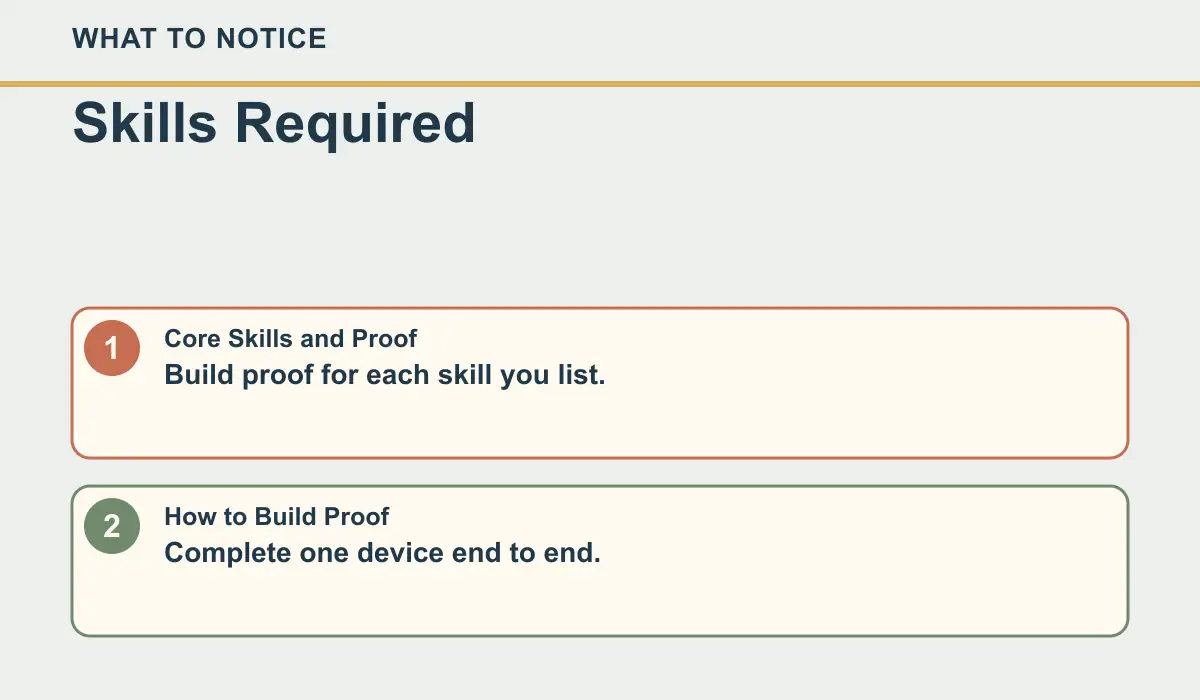 WHAT TO NOTICE
Skills Required
1
Core Skills and Proof
Build proof for each skill you list.
2
How to Build Proof
Complete one device end to end.